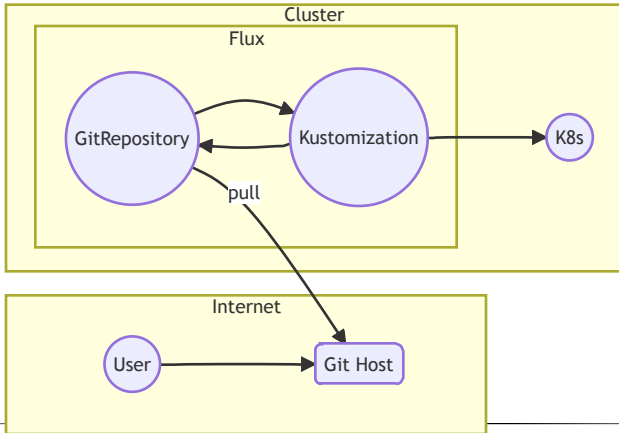 Cluster
Flux
GitRepository
Kustomization
K8s
pull
Internet
User
Git Host